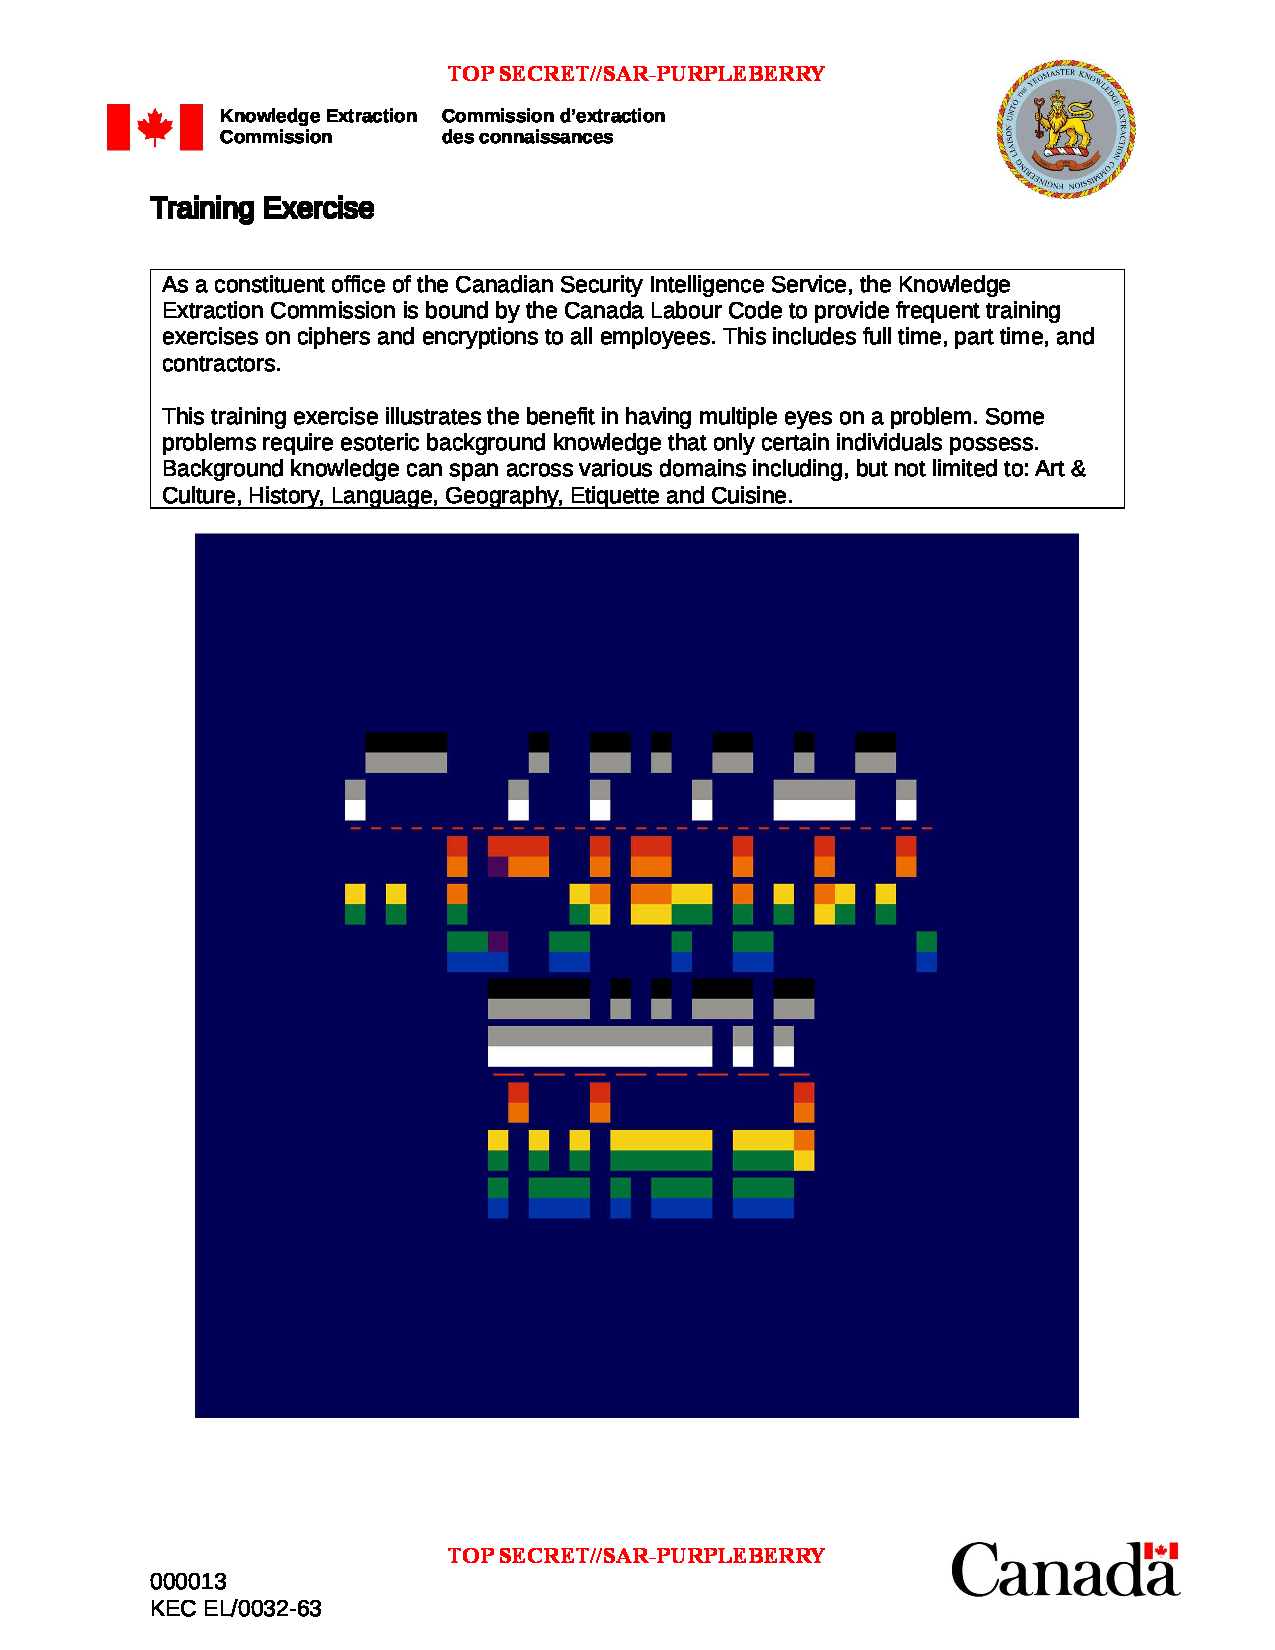 TOP SECRET//SAR-PURPLEBERRY
Knowledge Extraction Commission
Commission d'extraction des connaissances
UNTO THE YEOMASTER KNOWLEDGE EXTRACTION COMMISSION ENGINEERING LIAISON
Training Exercise
As a constituent office of the Canadian Security Intelligence Service, the Knowledge
Extraction Commission is bound by the Canada Labour Code to provide frequent training
exercises on ciphers and encryptions to all employees. This includes full time, part time, and
contractors.
This training exercise illustrates the benefit in having multiple eyes on a problem. Some
problems require esoteric background knowledge that only certain individuals possess.
Background knowledge can span across various domains including, but not limited to: Art &
Culture, History, Language, Geography, Etiquette and Cuisine.
TOP SECRET//SAR-PURPLEBERRY
Canada
000013
KEC EL/0032-63